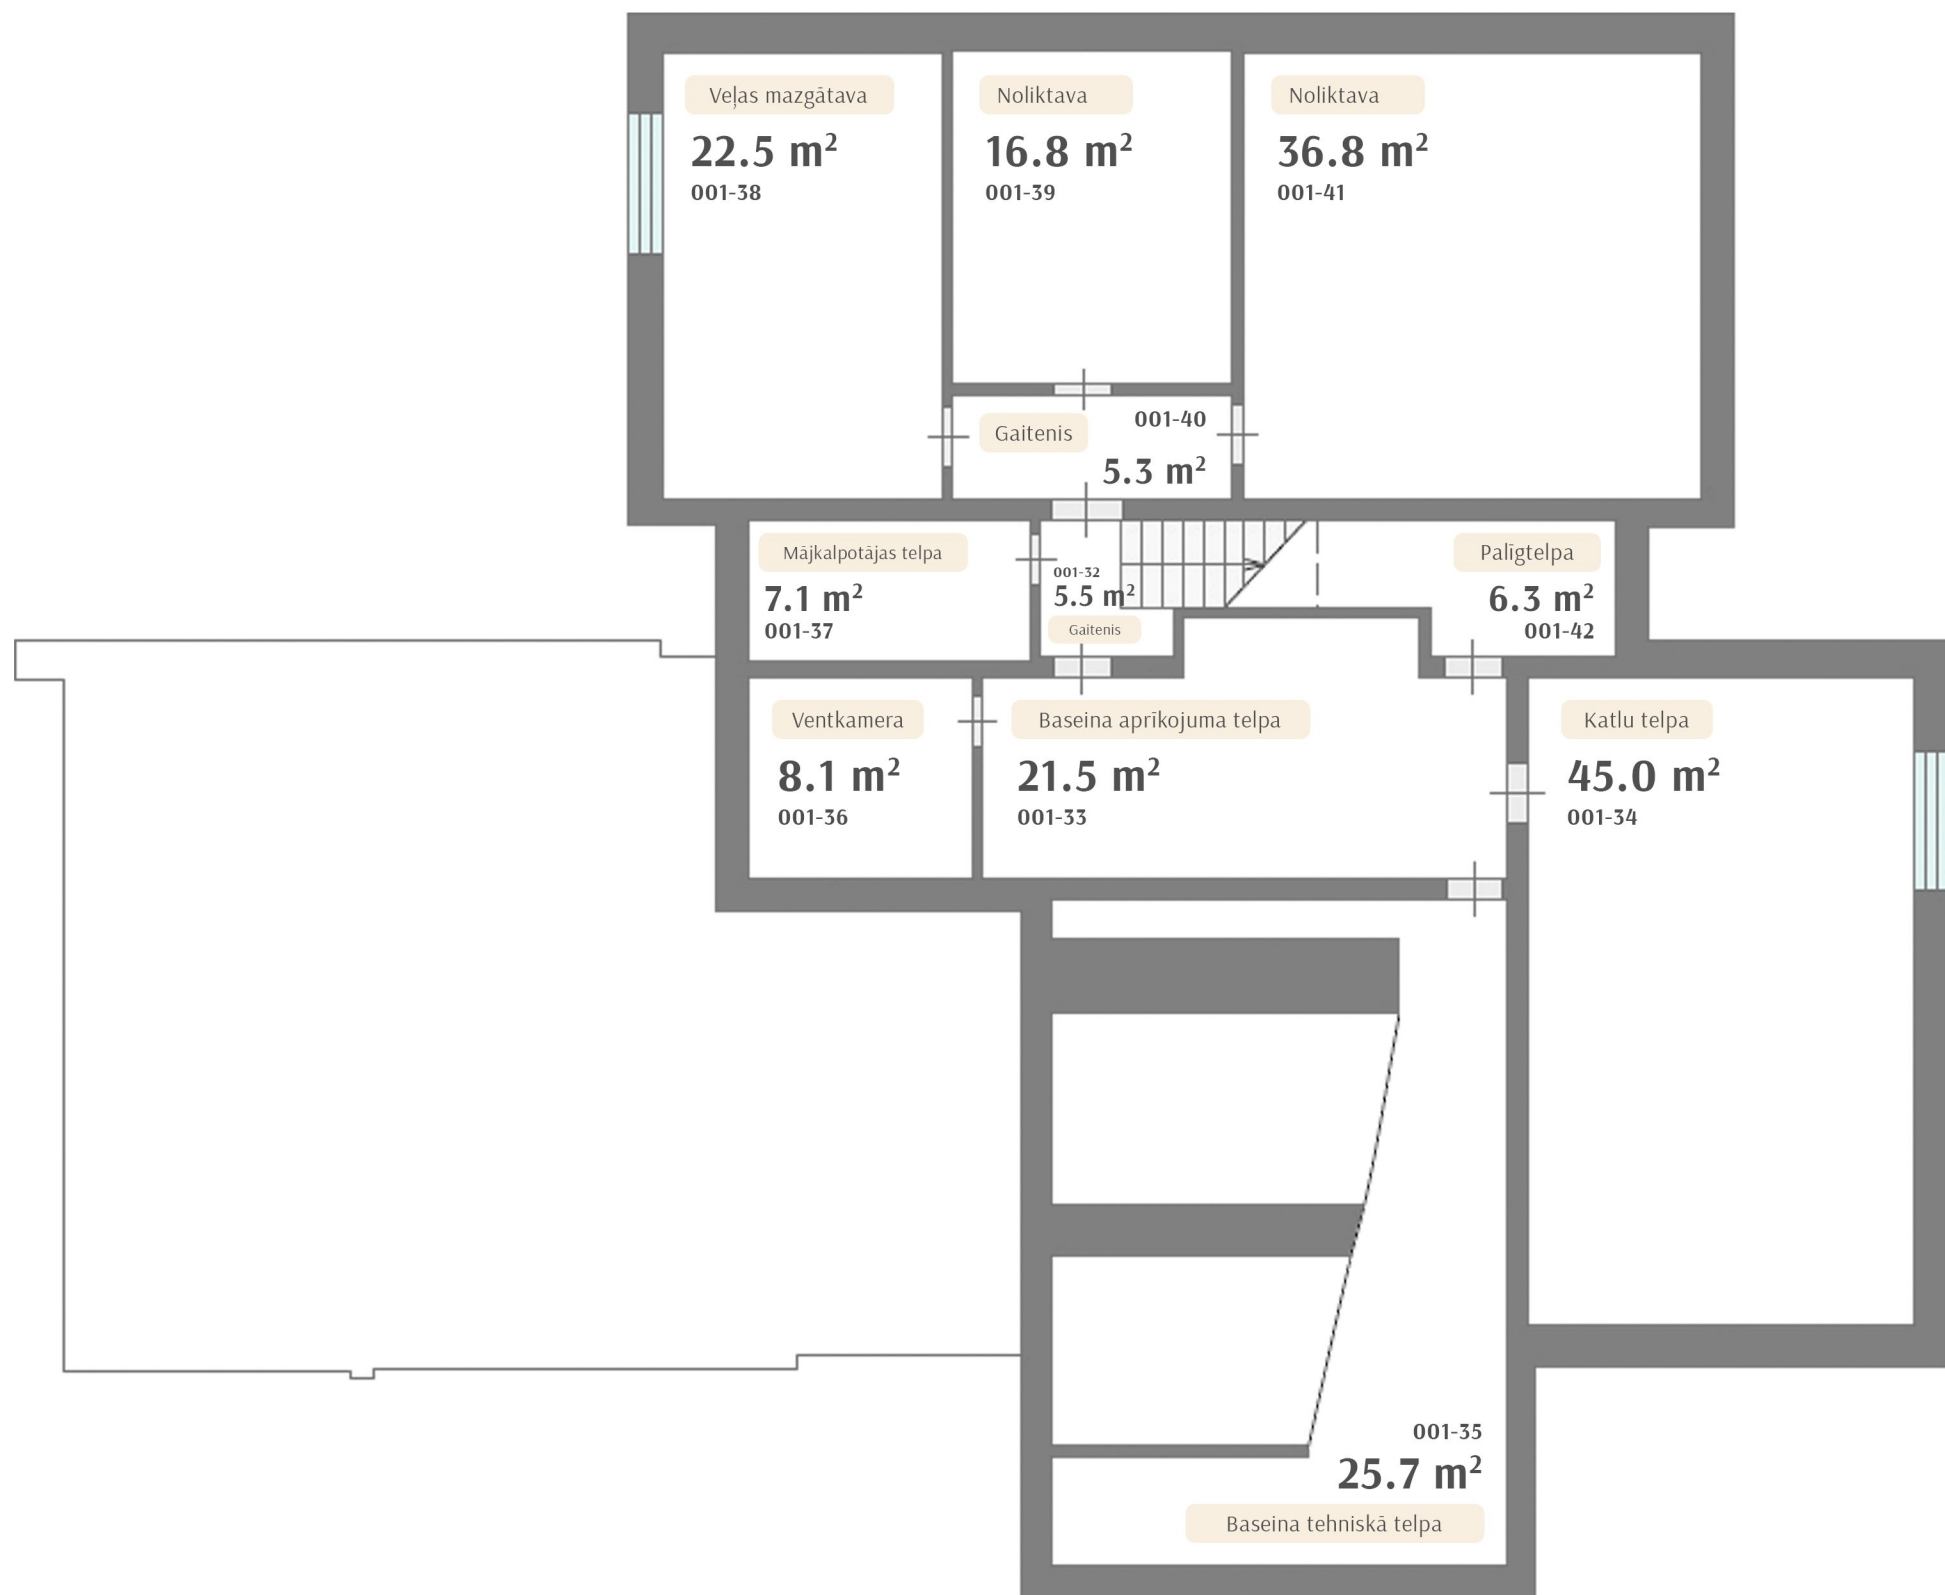 Veļas mazgātava
22.5 m²
001-38
Noliktava
16.8 m²
001-39
Noliktava
36.8 m²
001-41
001-40
Gaitenis
5.3 m²
Mājkalpotājas telpa
7.1 m²
001-37
001-32
5.5 m²
Gaitenis
Palīgtelpa
6.3 m²
001-42
Ventkamera
8.1 m²
001-36
Baseina aprīkojuma telpa
21.5 m²
001-33
Katlu telpa
45.0 m²
001-34
001-35
25.7 m²
Baseina tehniskā telpa